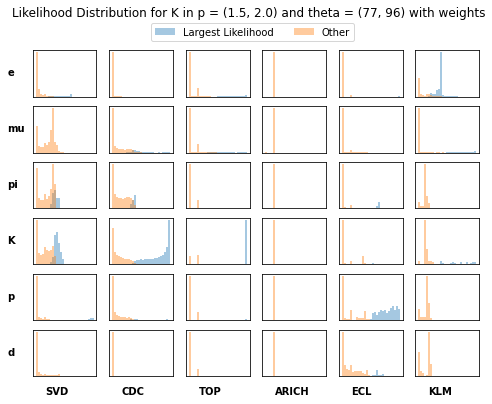 Likelihood Distribution for K in p = (1.5, 2.0) and theta = (77, 96) with weights
Largest Likelihood Other
e
mu
pi
K
p
d
SVD CDC TOP ARICH ECL KLM